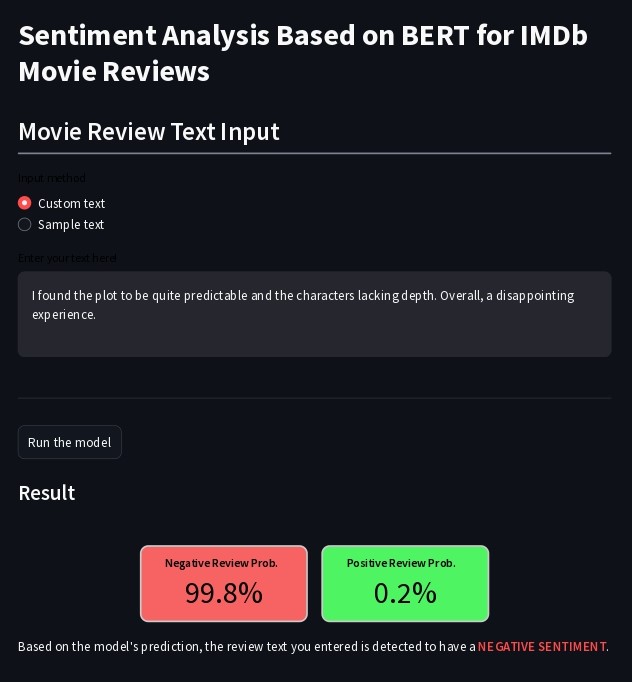 Sentiment Analysis Based on BERT for IMDb
Movie Reviews
Movie Review Text Input
Input method
Custom text
Sample text
Enter your text here!
I found the plot to be quite predictable and the characters lacking depth. Overall, a disappointing
experience.
Run the model
Result
Negative Review Prob.
99.8%
Positive Review Prob.
0.2%
Based on the model's prediction, the review text you entered is detected to have a NEGATIVE SENTIMENT.